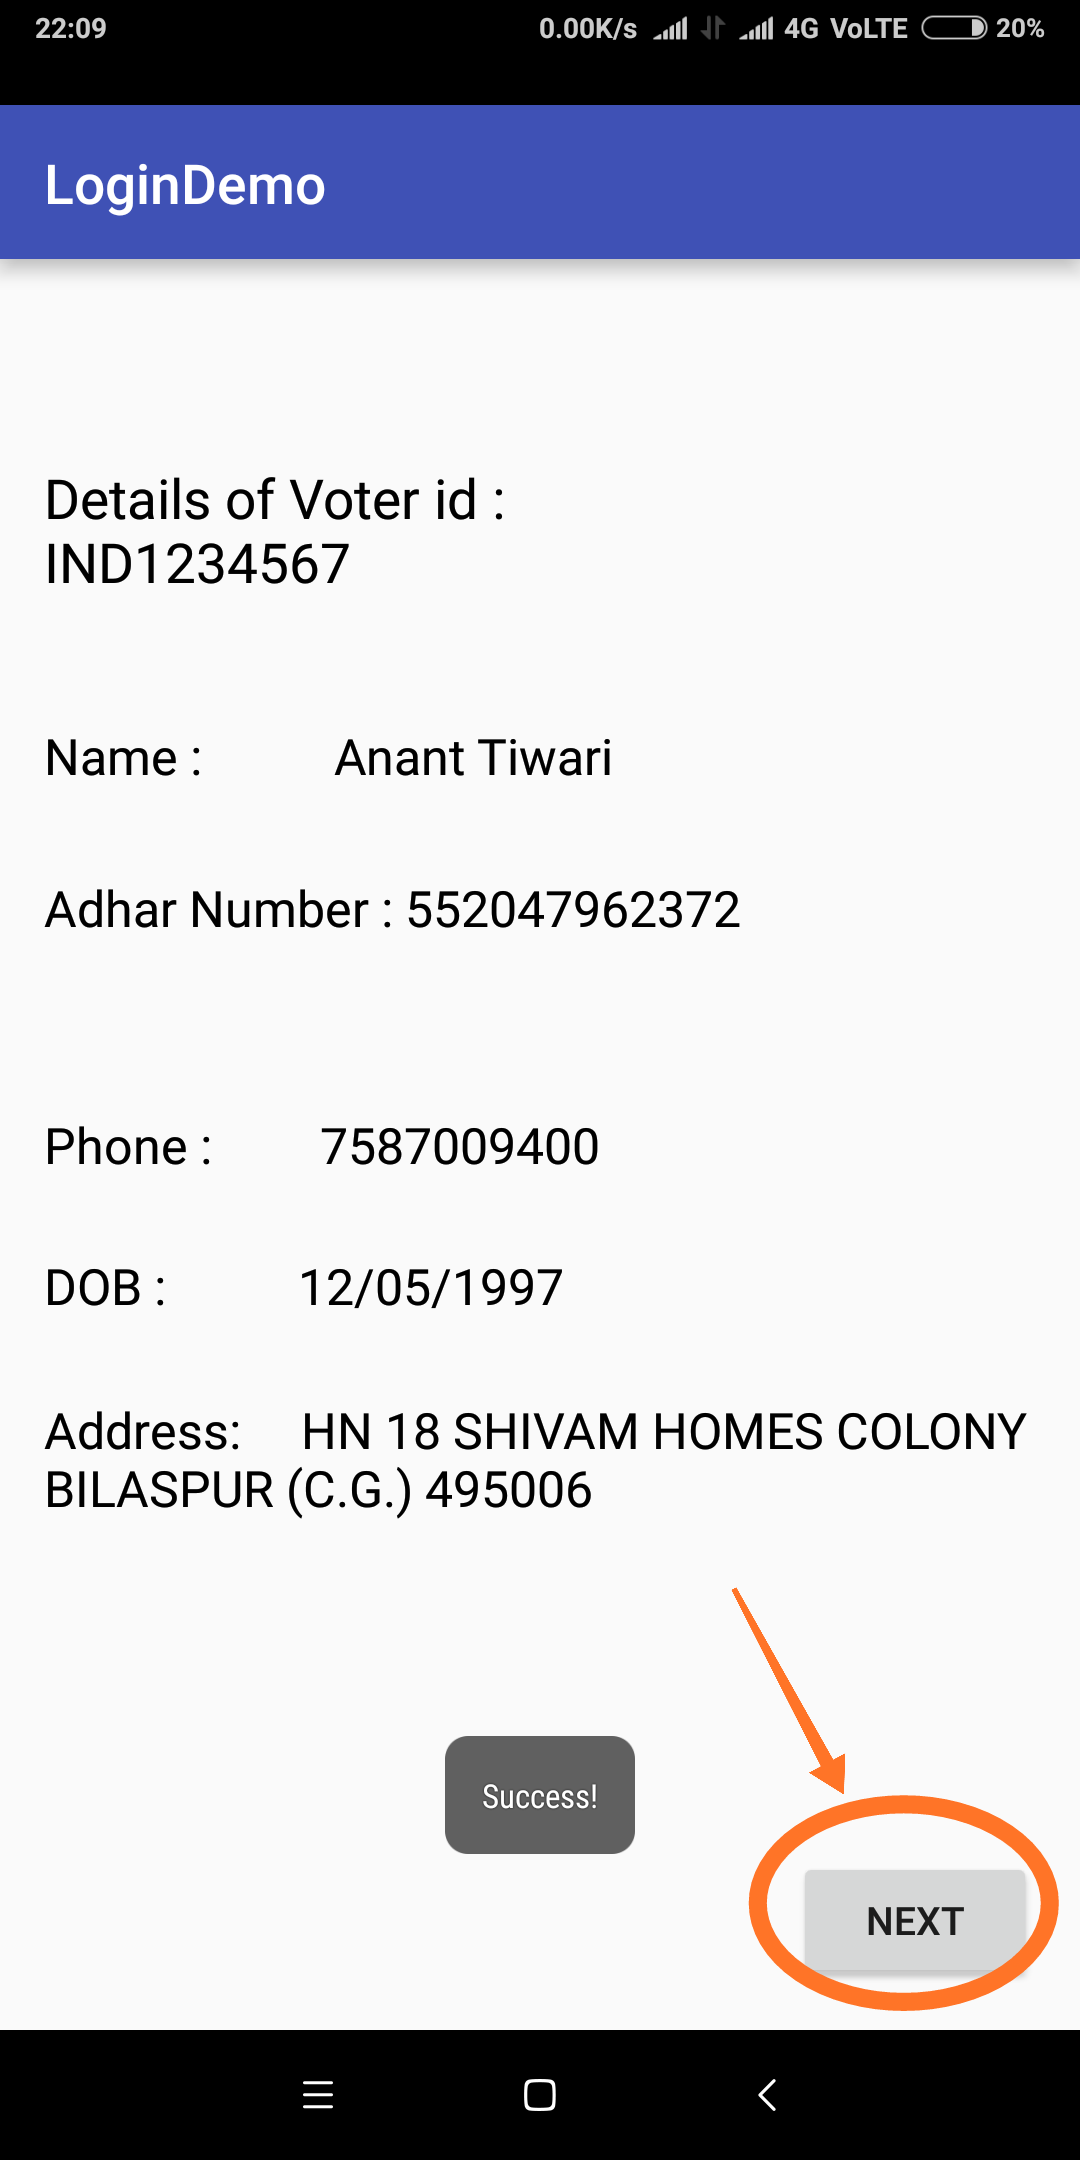 22:09 0.00K/s 4G VoLTE 20%
LoginDemo
Details of Voter id :
IND1234567
Name : Anant Tiwari
Adhar Number : 552047962372
Phone : 7587009400
DOB : 12/05/1997
Address: HN 18 SHIVAM HOMES COLONY
BILASPUR (C.G.) 495006
Success!
NEXT